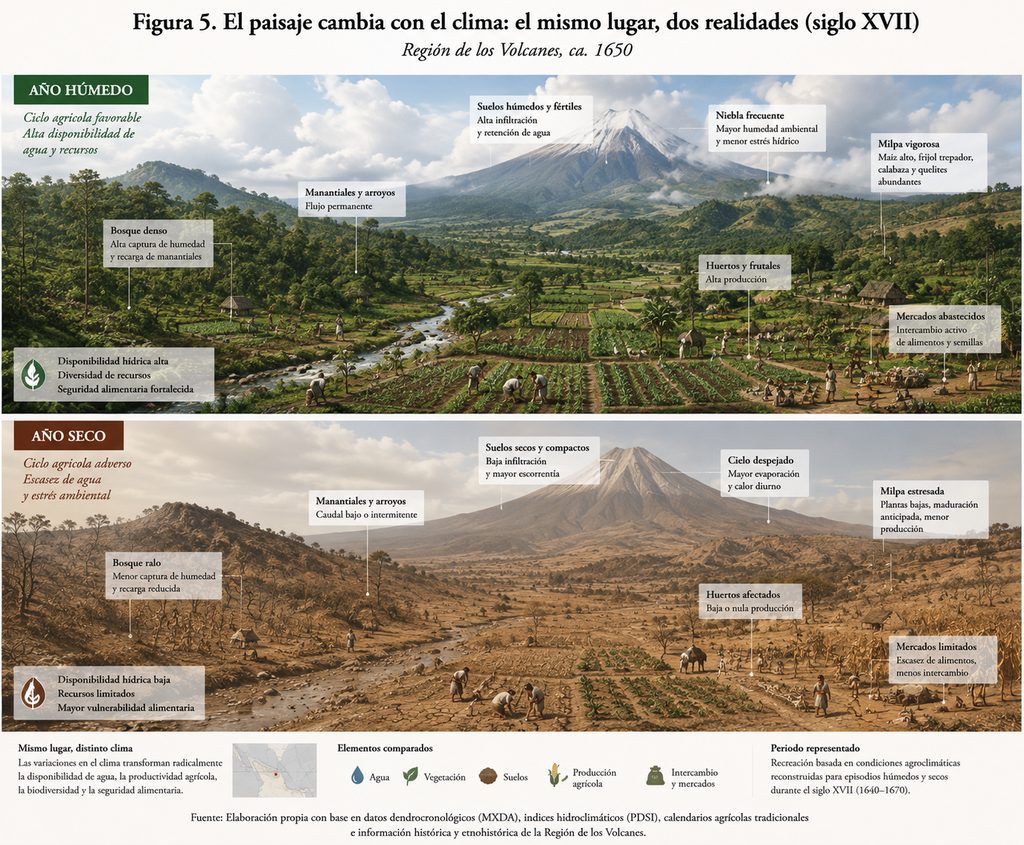 Figura 5. El paisaje cambia con el clima: el mismo lugar, dos realidades (siglo XVII)
Región de los Volcanes, ca. 1650
AÑO HÚMEDO
Ciclo agrícola favorable
Alta disponibilidad de
agua y recursos
Suelos húmedos y fértiles
Alta infiltración
y retención de agua
Niebla frecuente
Mayor humedad ambiental
y menor estrés hídrico
Milpa vigorosa
Maiz alto, frijol trepador,
calabaza y quelites
abundantes
Manantiales y arroyos
Flujo permanente
Bosque denso
Alta captura de humedad
y recarga de manantiales
Huertos y frutales
Alta producción
Mercados abastecidos
Intercambio activo
de alimentos y semillas
Disponibilidad hídrica alta
Diversidad de recursos
Seguridad alimentaria fortalecida
AÑO SECO
Ciclo agrícola adverso
Escasez de agua
y estrés ambiental
Suelos secos y compactos
Baja infiltración
y mayor escorrentía
Cielo despejado
Mayor evaporación
y calor diurno
Milpa estresada
Plantas bajas, maduración
anticipada, menor
producción
Manantiales y arroyos
Caudal bajo o intermitente
Bosque ralo
Menor captura de humedad
y recarga reducida
Huertos afectados
Baja o nula producción
Mercados limitados
Escasez de alimentos,
menos intercambio
Disponibilidad hídrica baja
Recursos limitados
Mayor vulnerabilidad alimentaria
Mismo lugar, distinto clima
Las variaciones en el clima transforman radicalmente
la disponibilidad de agua, la productividad agrícola,
la biodiversidad y la seguridad alimentaria.
Elementos comparados
Agua
Vegetación
Suelos
Producción
agrícola
Intercambio
y mercados
Periodo representado
Recreación basada en condiciones agroclimáticas
reconstruidas para episodios húmedos y secos
durante el siglo XVII (1640–1670).
Fuente: Elaboración propia con base en datos dendrocronológicos (MXDA), índices hidroclimáticos (PDSI), calendarios agrícolas tradicionales
e información histórica y etnohistórica de la Región de los Volcanes.